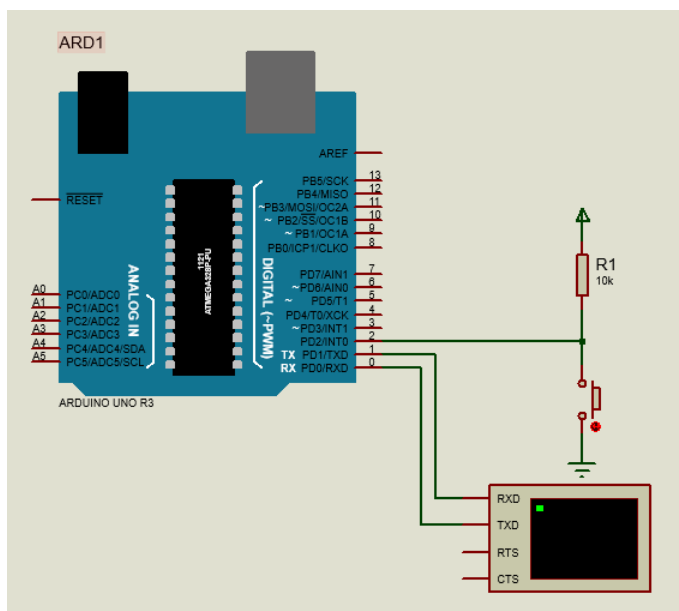 ARD1
AREF
13
PB5/SCK
12
PB4/MISO
RESET
11
~PB3/MOSI/OC2A
10
~ PB2/SS/OC1B
9
~ PB1/OC1A
8
PB0/ICP1/CLKO
1121
ATMEGA328P-PU
DIGITAL (~PWM)
ANALOG IN
R1
10k
7
PD7/AIN1
6
~PD6/AIN0
5
~ PD5/T1
4
PD4/T0/XCK
3
~PD3/INT1
2
PD2/INT0
1
TX PD1/TXD
0
RX PD0/RXD
A0 PC0/ADC0
A1 PC1/ADC1
A2 PC2/ADC2
A3 PC3/ADC3
A4 PC4/ADC4/SDA
A5 PC5/ADC5/SCL
ARDUINO UNO R3
RXD
TXD
RTS
CTS